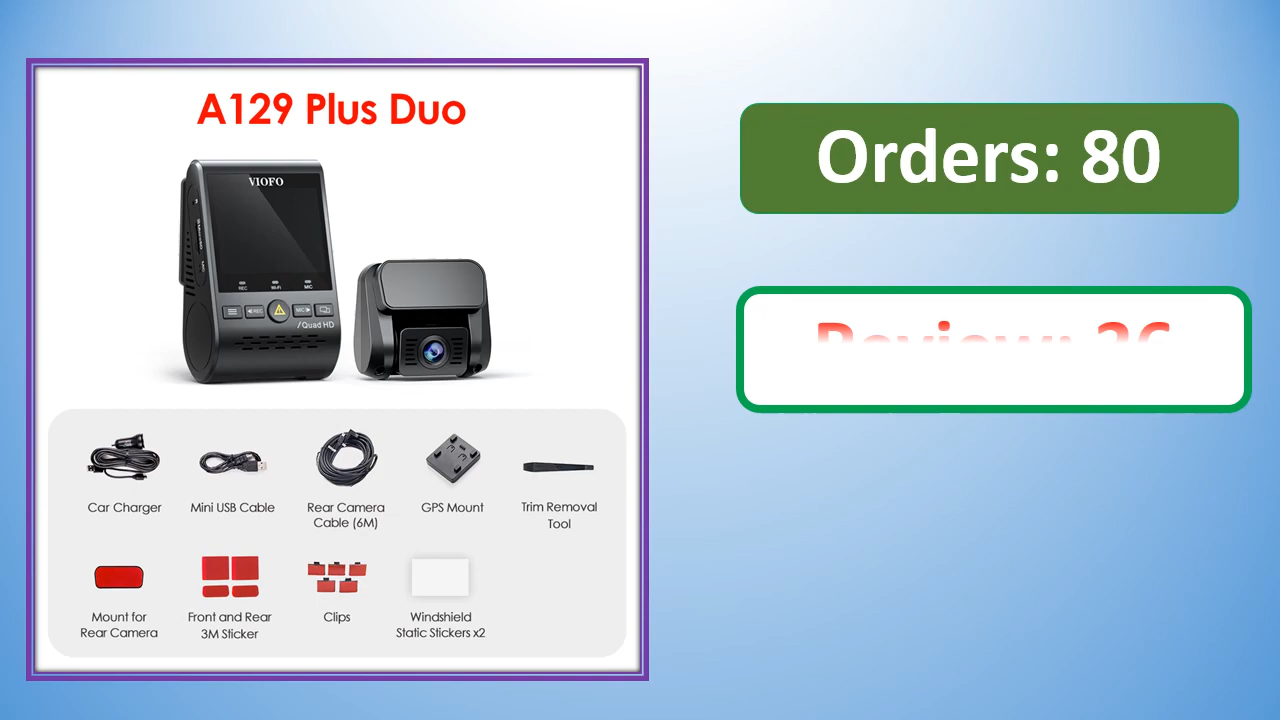 A129 Plus Duo
VIOFO
REC Wi-Fi MIC
REC MIC
Quad HD
Car Charger
Mini USB Cable
Rear Camera
Cable (6M)
GPS Mount
Trim Removal
Tool
Mount for
Rear Camera
Front and Rear
3M Sticker
Clips
Windshield
Static Stickers x2
Orders: 80